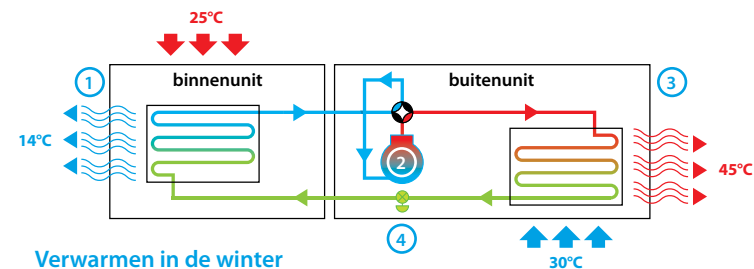 25°C
1
binnenunit
buitenunit
3
14°C
2
45°C
4
Verwarmen in de winter
30°C